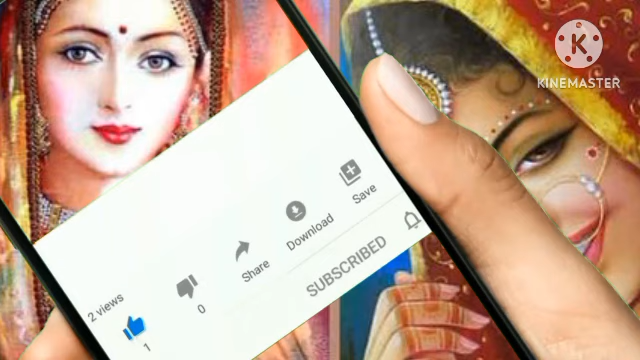 K
KINEMASTER
2 views
1
0
Share
Download
Save
SUBSCRIBED